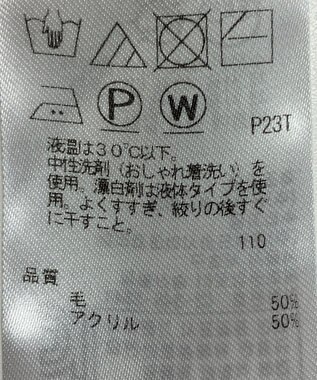 P W
P23T
液温は30℃以下。
中性洗剤（おしゃれ着洗い）を
使用。漂白剤は液体タイプを使
用。よくすすぎ、絞りの後すぐ
に干すこと。
110
品質
毛 50%
アクリル 50%